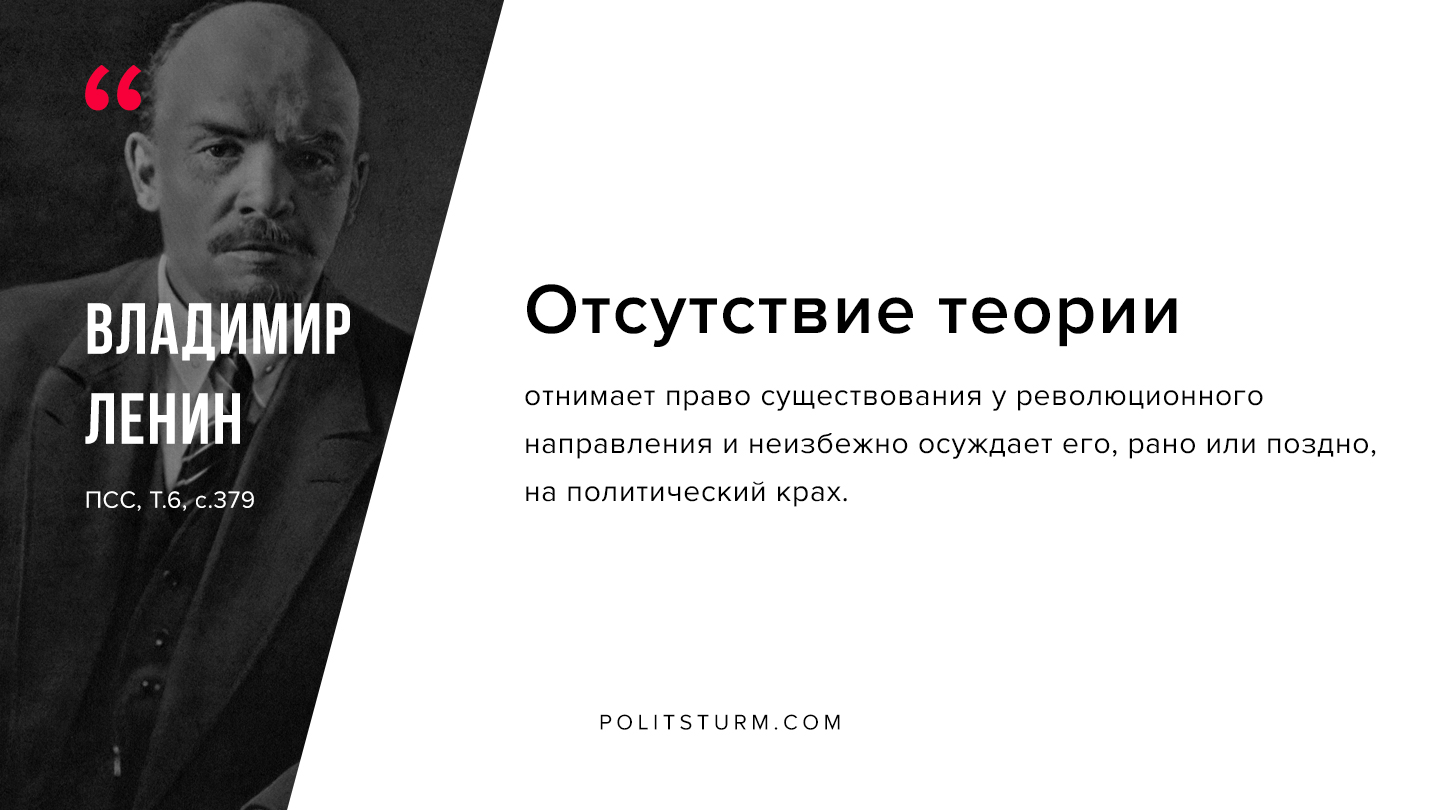 “
ВЛАДИМИР
ЛЕНИН
ПСС, Т.6, с.379
Отсутствие теории
отнимает право существования у революционного
направления и неизбежно осуждает его, рано или поздно,
на политический крах.
POLITSTURM.COM